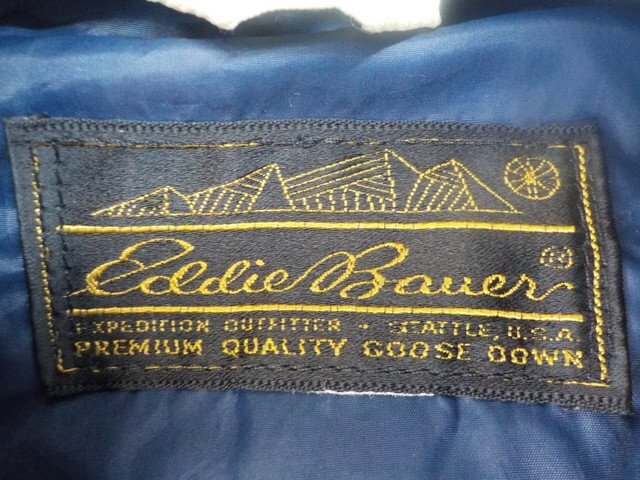 Eddie Bauer ®
EXPEDITION OUTFITTER - SEATTLE, U.S.A.
PREMIUM QUALITY GOOSE DOWN